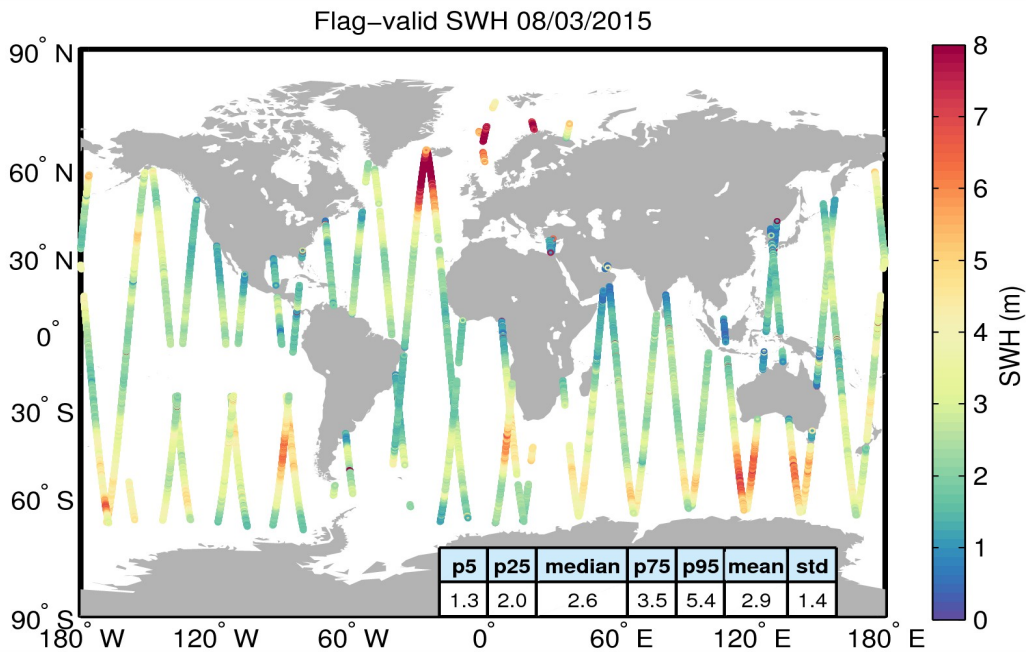 Flag−valid SWH 08/03/2015
90° N
60° N
30° N
0°
30° S
60° S
90° S
180° W
120° W
60° W
0°
60° E
120° E
180° E
p5 p25 median p75 p95 mean std
1.3 2.0 2.6 3.5 5.4 2.9 1.4
8
7
6
5
4
3
2
1
0
SWH (m)